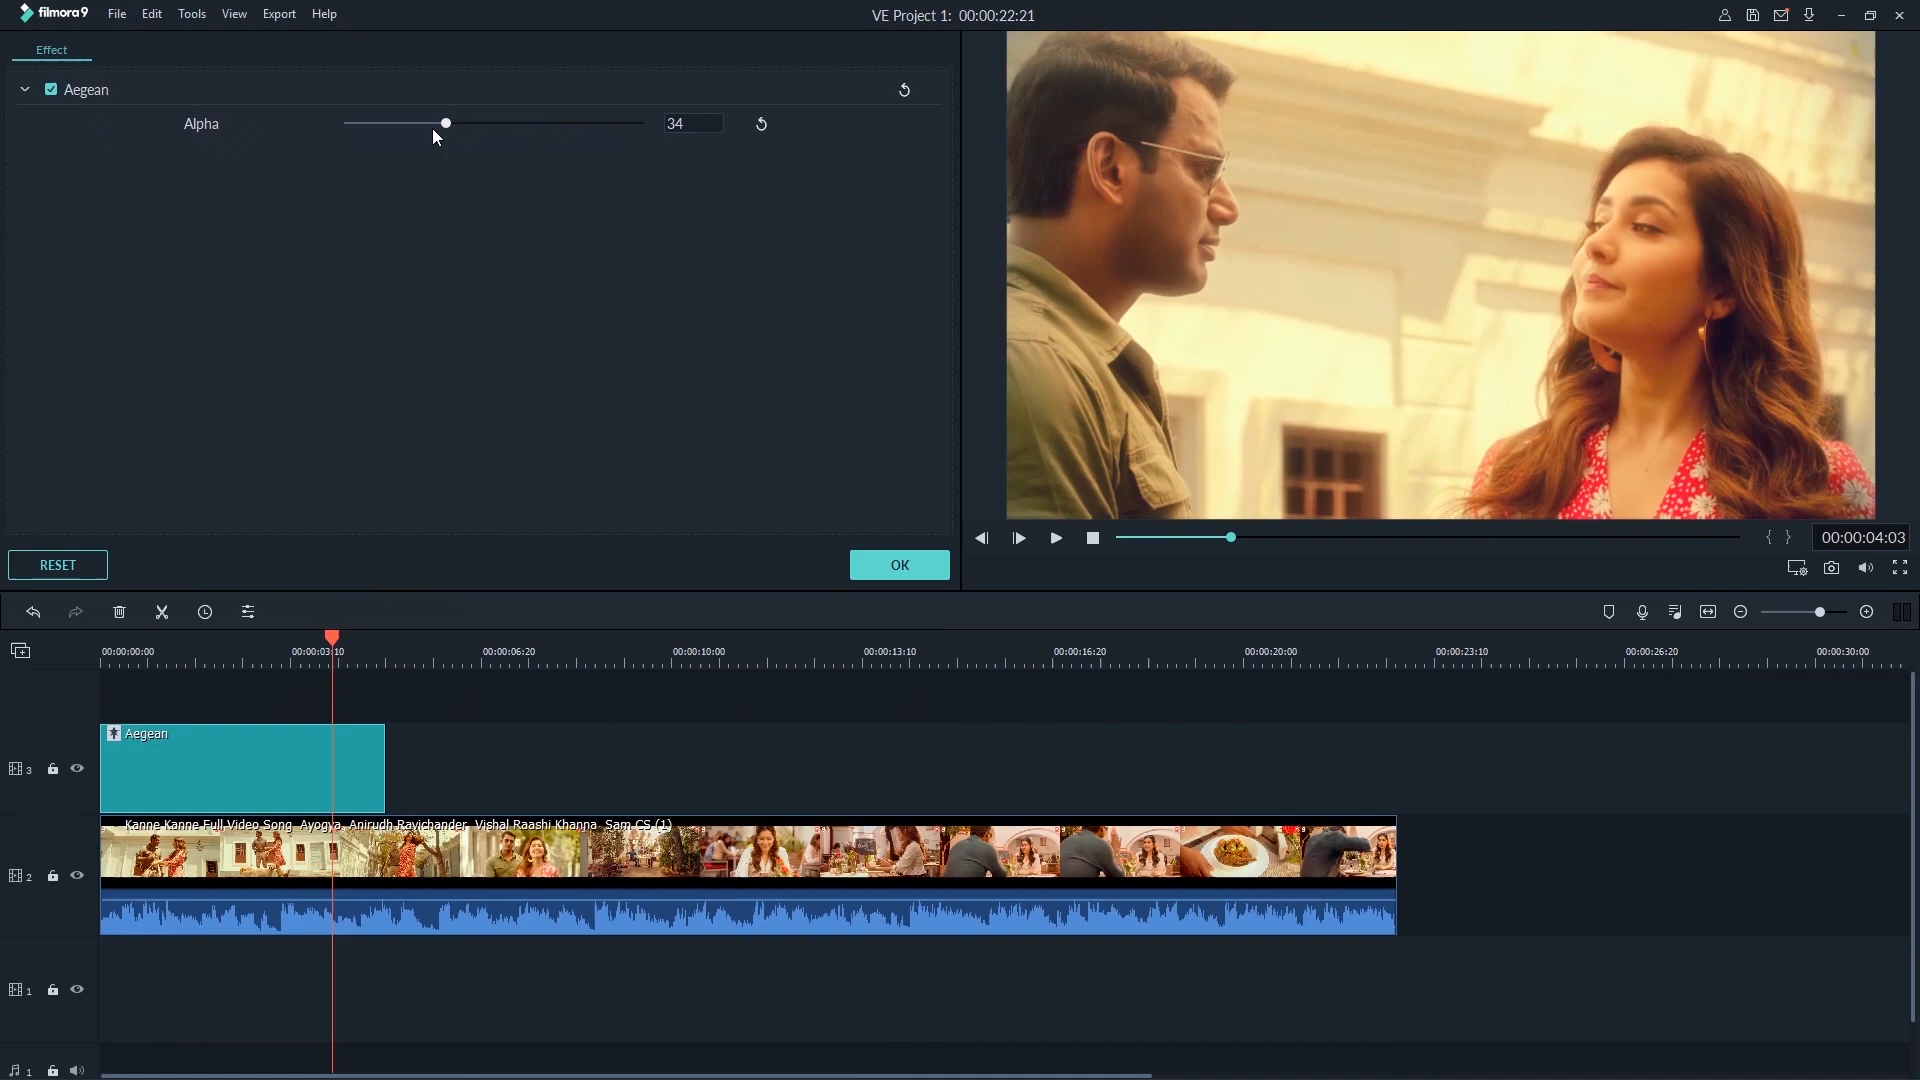 filmora9 File Edit Tools View Export Help VE Project 1: 00:00:22:21
Effect
Aegean
Alpha 34
RESET OK
00:00:04:03
00:00:00:00 00:00:03:10 00:00:06:20 00:00:10:00 00:00:13:10 00:00:16:20 00:00:20:00 00:00:23:10 00:00:26:20 00:00:30:00
Aegean
3
Kanne Kanne Full Video Song Ayogya Anirudh Ravichander Vishal Raashi Khanna Sam CS (1)
2
1
1